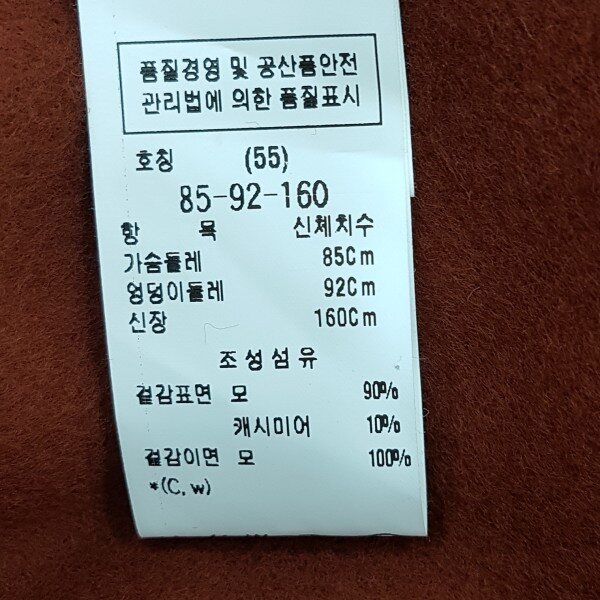 품질경영 및 공산품안전
관리법에 의한 품질표시
호칭 (55)
85-92-160
항 목 신체치수
가슴둘레 85Cm
엉덩이둘레 92Cm
신장 160Cm
조성섬유
겉감표면 모 90%
캐시미어 10%
겉감이면 모 100%
*(C, w)